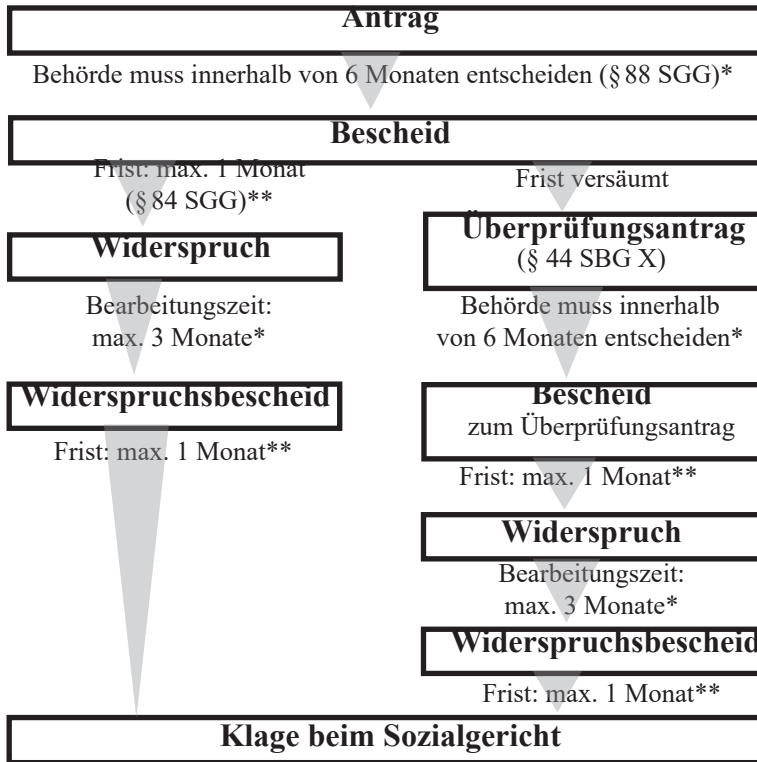 Antrag
Behörde muss innerhalb von 6 Monaten entscheiden (§ 88 SGG)*
Bescheid
Frist: max. 1 Monat
(§ 84 SGG)**
Widerspruch
Bearbeitungszeit:
max. 3 Monate*
Widerspruchsbescheid
Frist: max. 1 Monat**
Frist versäumt
Überprüfungsantrag
(§ 44 SBG X)
Behörde muss innerhalb
von 6 Monaten entscheiden*
Bescheid
zum Überprüfungsantrag
Frist: max. 1 Monat**
Widerspruch
Bearbeitungszeit:
max. 3 Monate*
Widerspruchsbescheid
Frist: max. 1 Monat**
Klage beim Sozialgericht